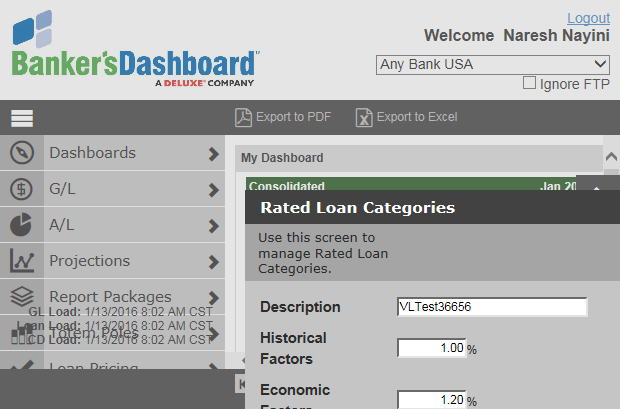 Logout
Welcome Naresh Nayini
Banker'sDashboard™
A DELUXE® COMPANY
Any Bank USA
Ignore FTP
Export to PDF
Export to Excel
Dashboards
My Dashboard
G/L
Consolidated Jan 20
A/L
Rated Loan Categories
Projections
Use this screen to
manage Rated Loan
Categories.
Report Packages
GL Load: 1/13/2016 8:02 AM CST
Loan Load: 1/13/2016 8:02 AM CST
Totem Poles
CD Load: 1/13/2016 8:02 AM CST
Loan Pricing
Description VLTest36656
Historical
Factors 1.00 %
K
Economic
Factors 1.20 %